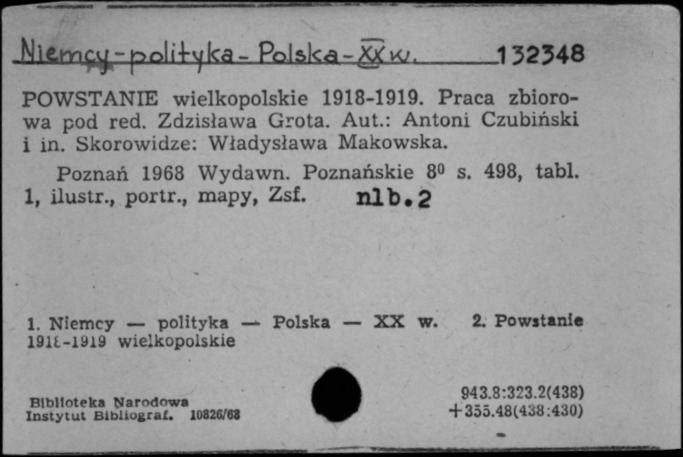 Niemcy-polityka-Polska-XX w. 132348
POWSTANIE wielkopolskie 1918-1919. Praca zbioro-
wa pod red. Zdzisława Grota. Aut.: Antoni Czubiński
i in. Skorowidze: Władysława Makowska.
Poznań 1968 Wydawn. Poznańskie 8⁰ s. 498, tabl.
1, ilustr., portr., mapy, Zsf. nlb.2
1. Niemcy — polityka — Polska — XX w. 2. Powstanie
1918-1919 wielkopolskie
Biblioteka Narodowa
Instytut Bibliograf. 10826/68
943.8:323.2(438)
+355.48(438:430)